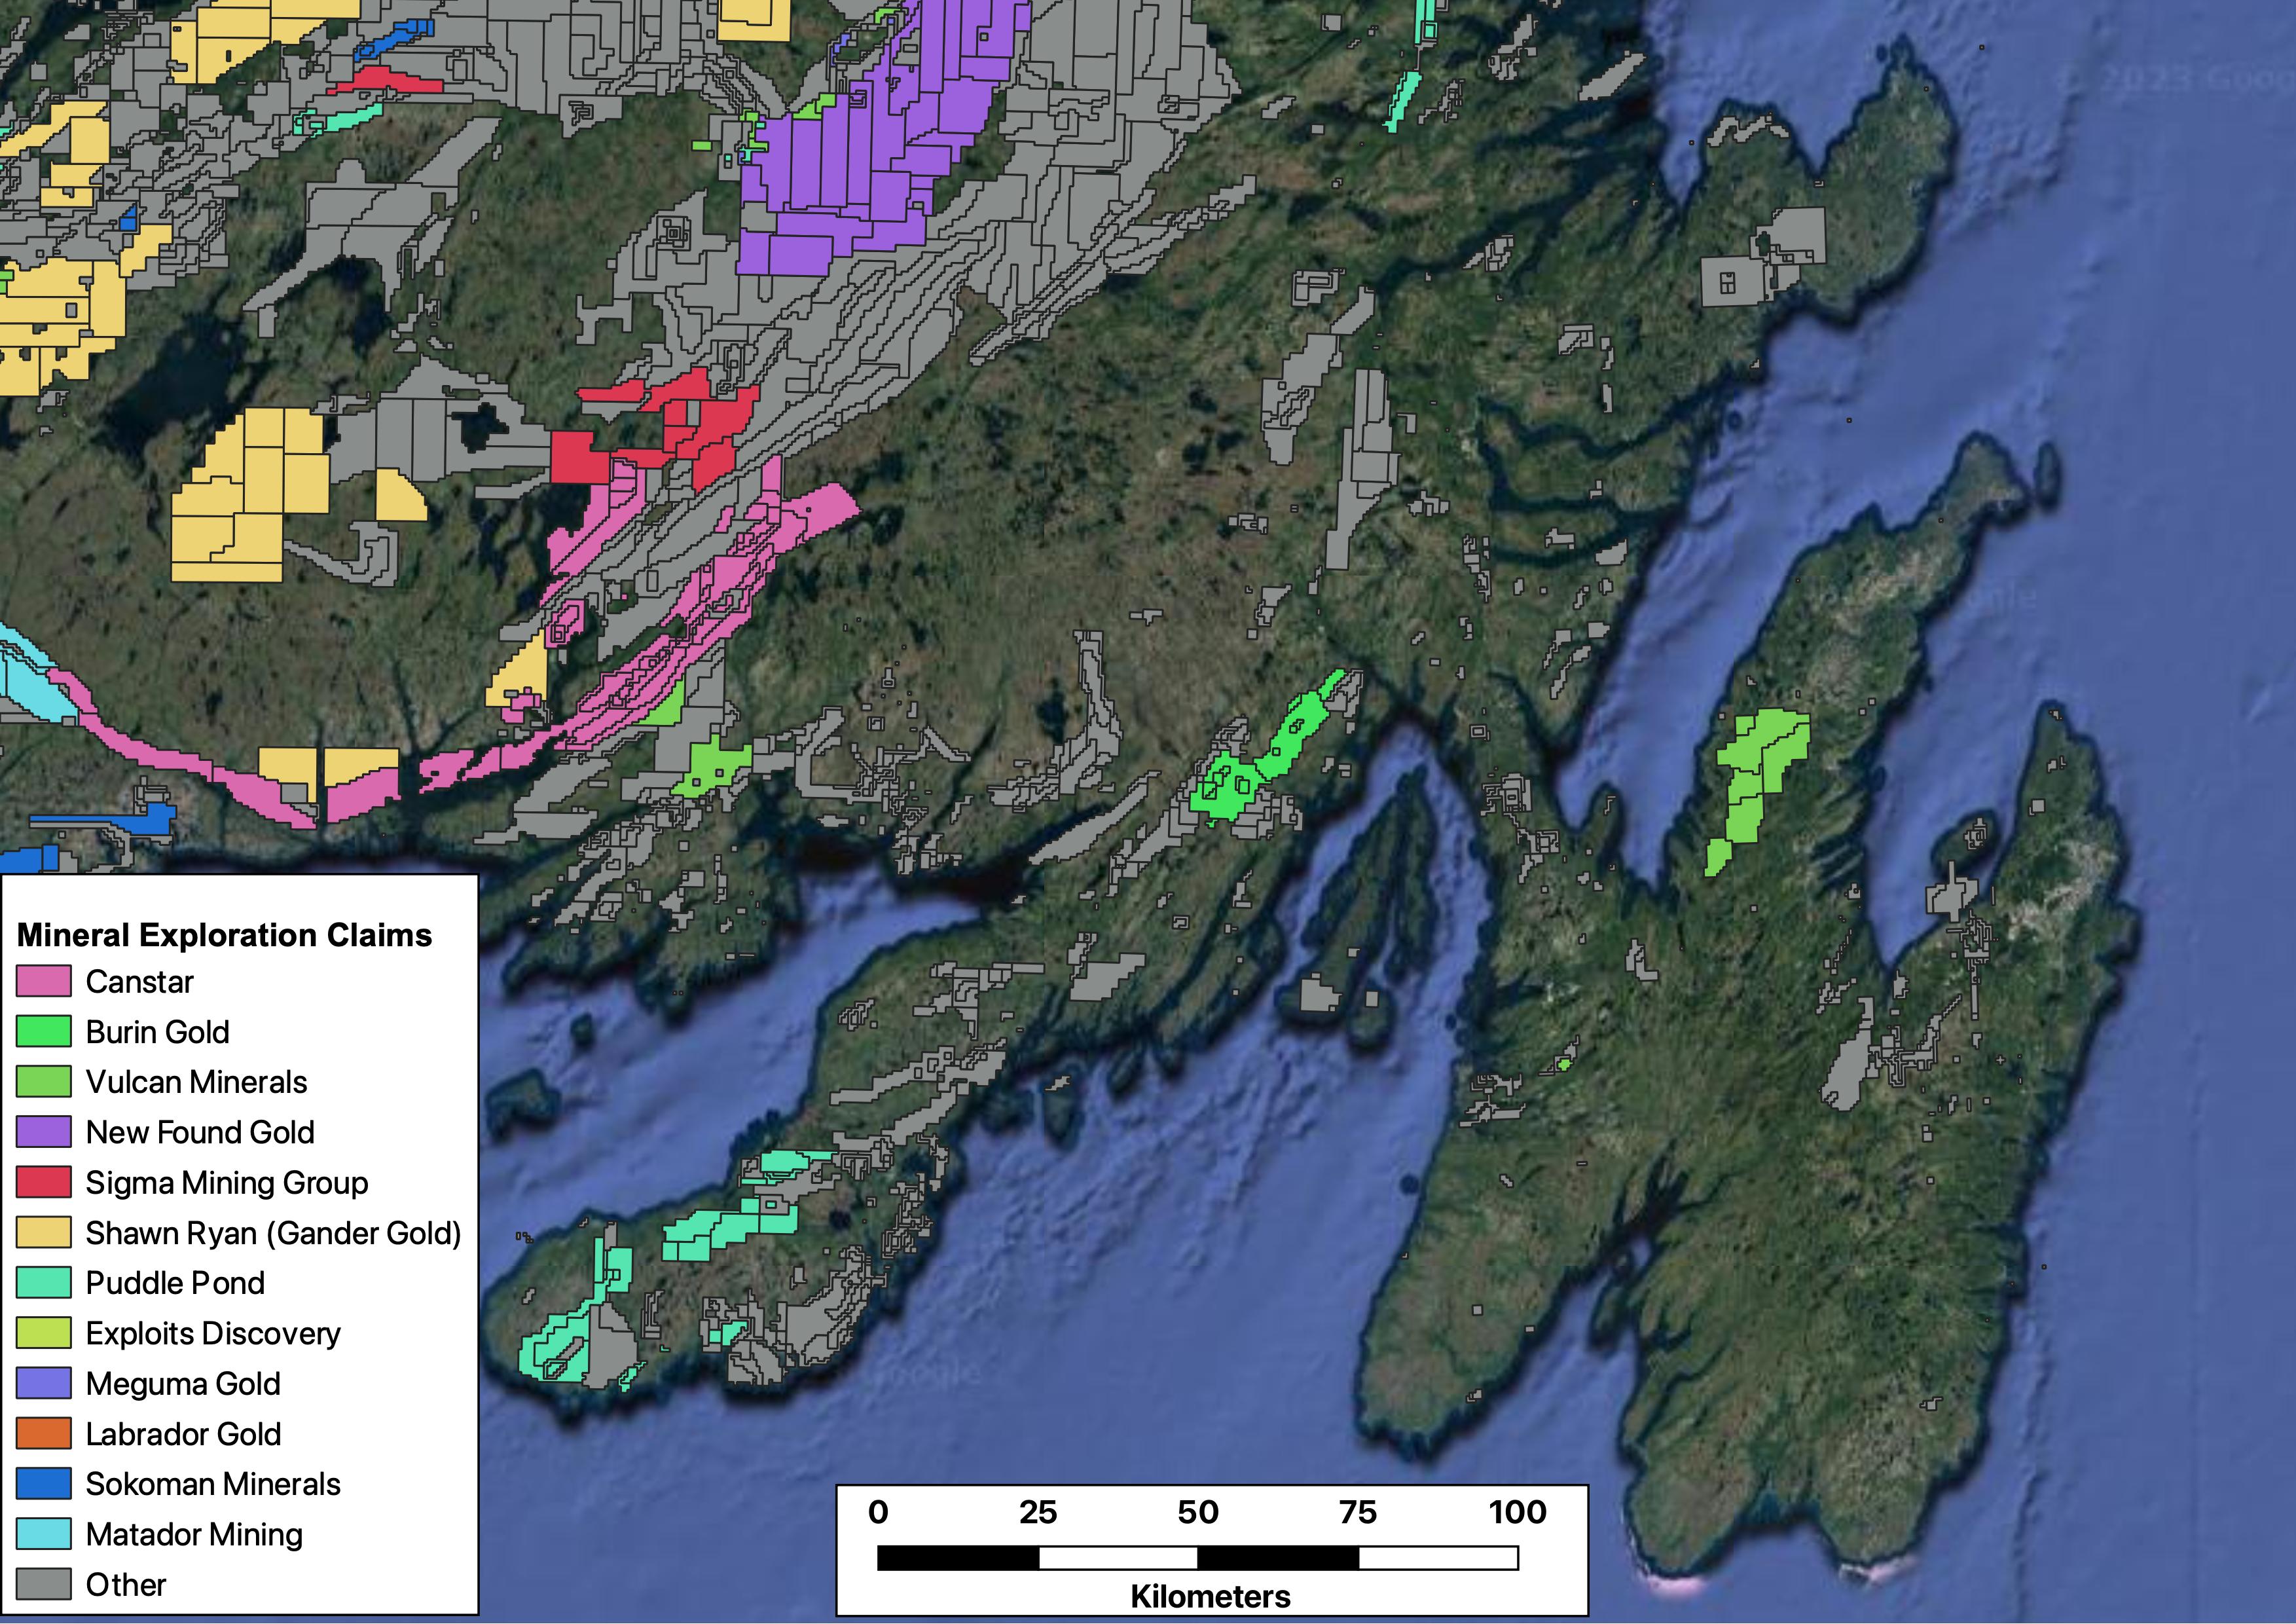 Mineral Exploration Claims
Canstar
Burin Gold
Vulcan Minerals
New Found Gold
Sigma Mining Group
Shawn Ryan (Gander Gold)
Puddle Pond
Exploits Discovery
Meguma Gold
Labrador Gold
Sokoman Minerals
Matador Mining
Other
0 25 50 75 100
Kilometers
Google